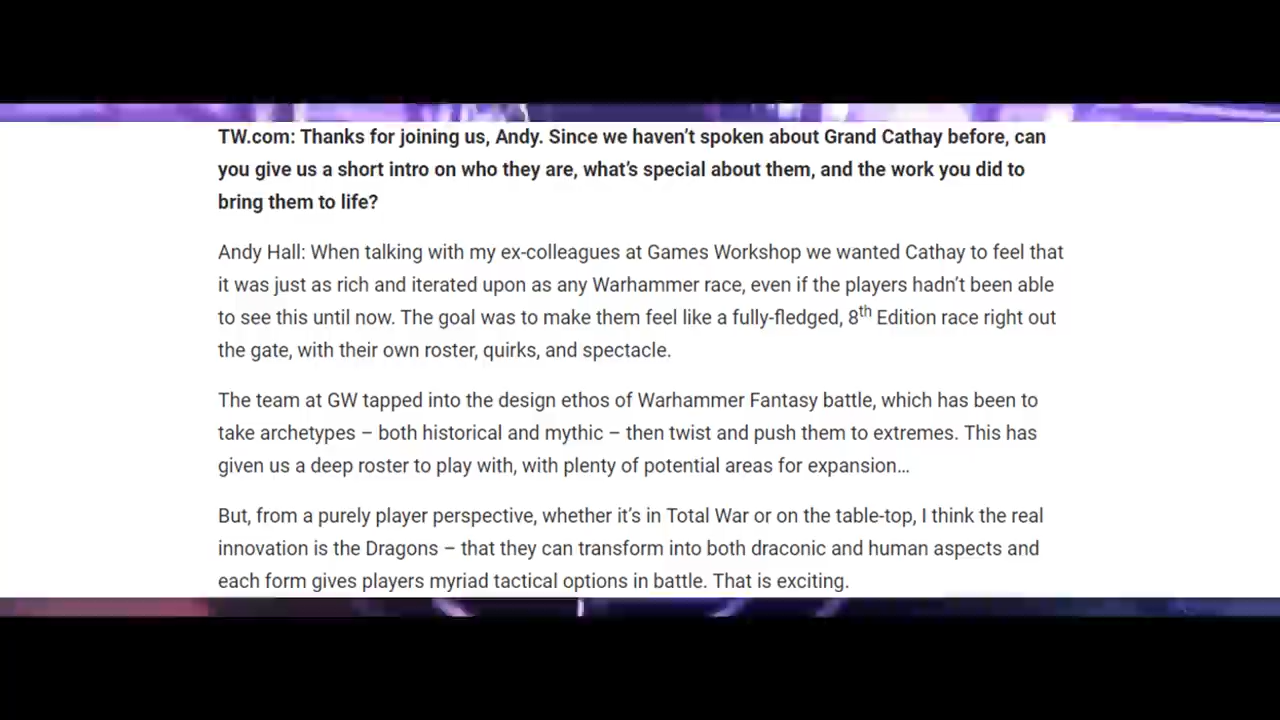 TW.com: Thanks for joining us, Andy. Since we haven’t spoken about Grand Cathay before, can
you give us a short intro on who they are, what’s special about them, and the work you did to
bring them to life?
Andy Hall: When talking with my ex-colleagues at Games Workshop we wanted Cathay to feel that
it was just as rich and iterated upon as any Warhammer race, even if the players hadn’t been able
to see this until now. The goal was to make them feel like a fully-fledged, 8th Edition race right out
the gate, with their own roster, quirks, and spectacle.
The team at GW tapped into the design ethos of Warhammer Fantasy battle, which has been to
take archetypes – both historical and mythic – then twist and push them to extremes. This has
given us a deep roster to play with, with plenty of potential areas for expansion…
But, from a purely player perspective, whether it’s in Total War or on the table-top, I think the real
innovation is the Dragons – that they can transform into both draconic and human aspects and
each form gives players myriad tactical options in battle. That is exciting.